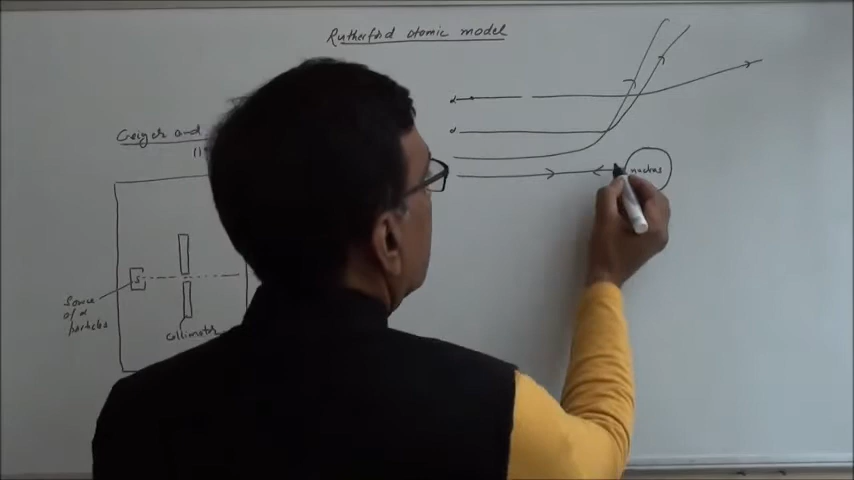 Rutherford atomic model
Geiger and
α
α
nucleus
S
Source
of α
particles
Collimator